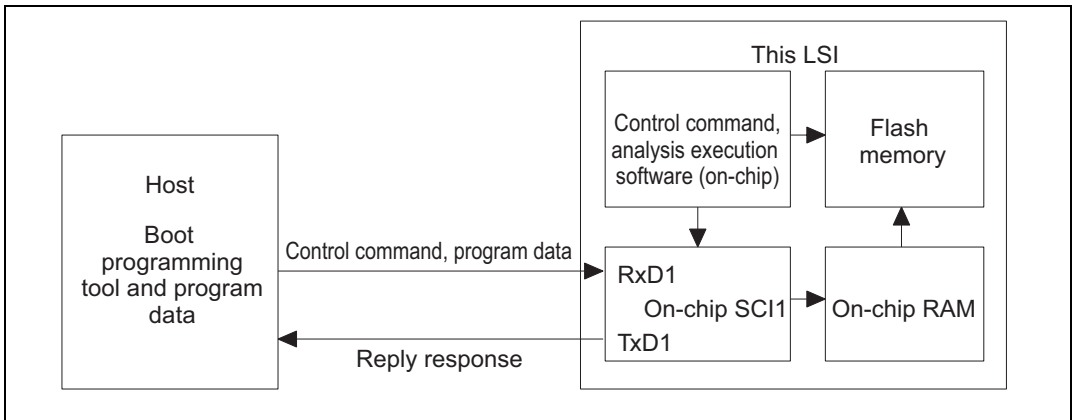 This LSI
Control command,
analysis execution
software (on-chip)
Flash
memory
Host
Boot
programming
tool and program
data
Control command, program data
RxD1
On-chip SCI1
TxD1
On-chip RAM
Reply response